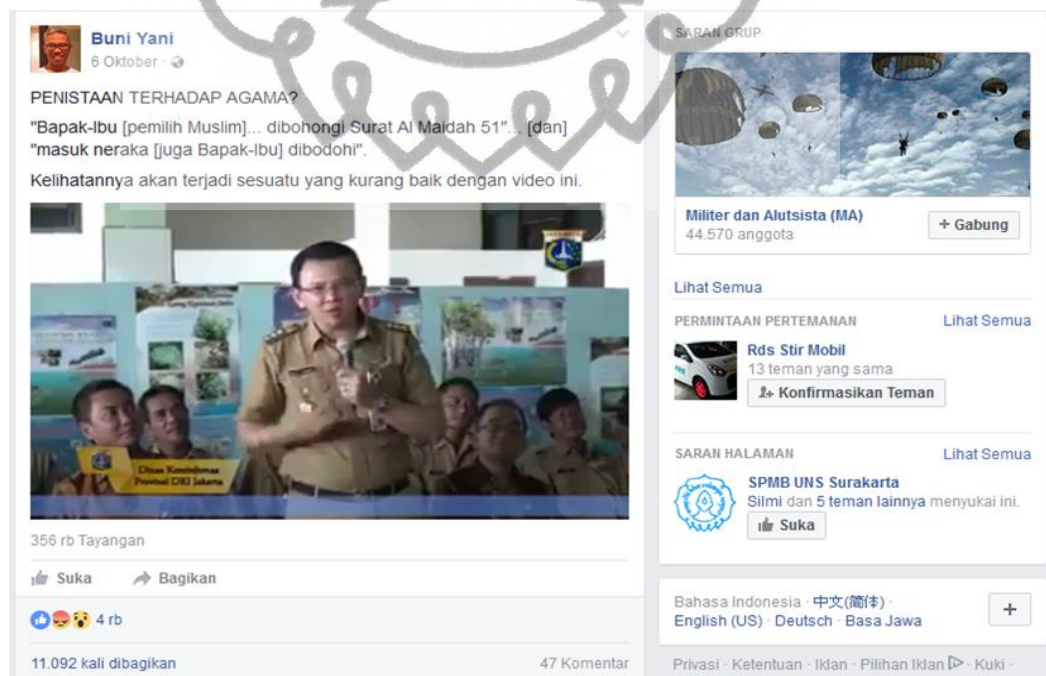 Buni Yani
6 Oktober ·
PENISTAAN TERHADAP AGAMA?
"Bapak-Ibu [pemilih Muslim]... dibohongi Surat Al Maidah 51"... [dan]
"masuk neraka [juga Bapak-Ibu] dibodohi".
Kelihatannya akan terjadi sesuatu yang kurang baik dengan video ini.
JAYA RAYA
Dinas Kominfomas
Provinsi DKI Jakarta
356 rb Tayangan
Suka Bagikan
4 rb
11.092 kali dibagikan 47 Komentar
SARAN GRUP
Militer dan Alutsista (MA)
44.570 anggota
+ Gabung
Lihat Semua
PERMINTAAN PERTEMANAN Lihat Semua
Rds Stir Mobil
13 teman yang sama
Konfirmasikan Teman
SARAN HALAMAN Lihat Semua
SPMB UNS Surakarta
Silmi dan 5 teman lainnya menyukai ini.
Suka
Bahasa Indonesia · 中文(简体) ·
English (US) · Deutsch · Basa Jawa
+
Privasi · Ketentuan · Iklan · Pilihan Iklan · Kuki ·